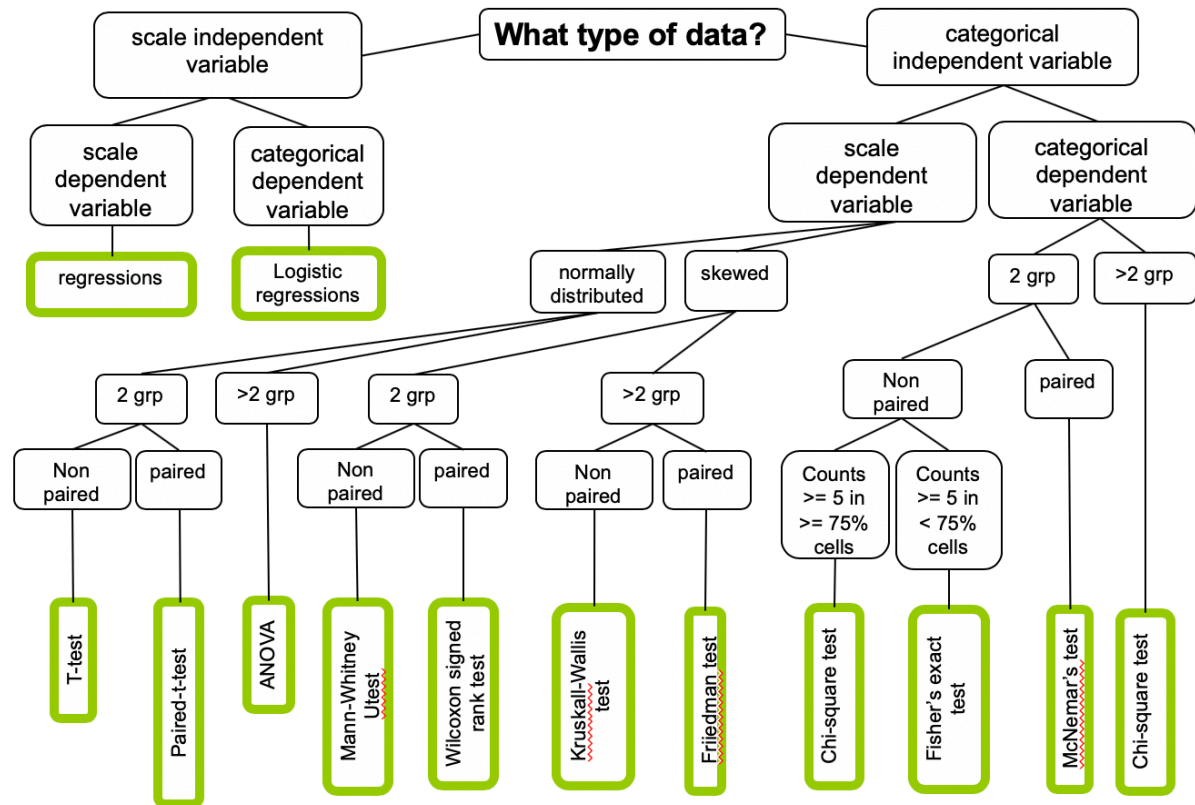 What type of data?
scale independent
variable
categorical
independent variable
scale
dependent
variable
categorical
dependent
variable
scale
dependent
variable
categorical
dependent
variable
regressions
Logistic
regressions
normally
distributed
skewed
2 grp
>2 grp
2 grp
>2 grp
2 grp
>2 grp
Non
paired
paired
Non
paired
paired
Non
paired
paired
Non
paired
paired
Counts
>= 5 in
>= 75%
cells
Counts
>= 5 in
< 75%
cells
T-test
Paired-t-test
ANOVA
Mann-Whitney
Utest
Wilcoxon signed
rank test
Kruskall-Wallis
test
Friiedman test
Chi-square test
Fisher's exact
test
McNemar's test
Chi-square test